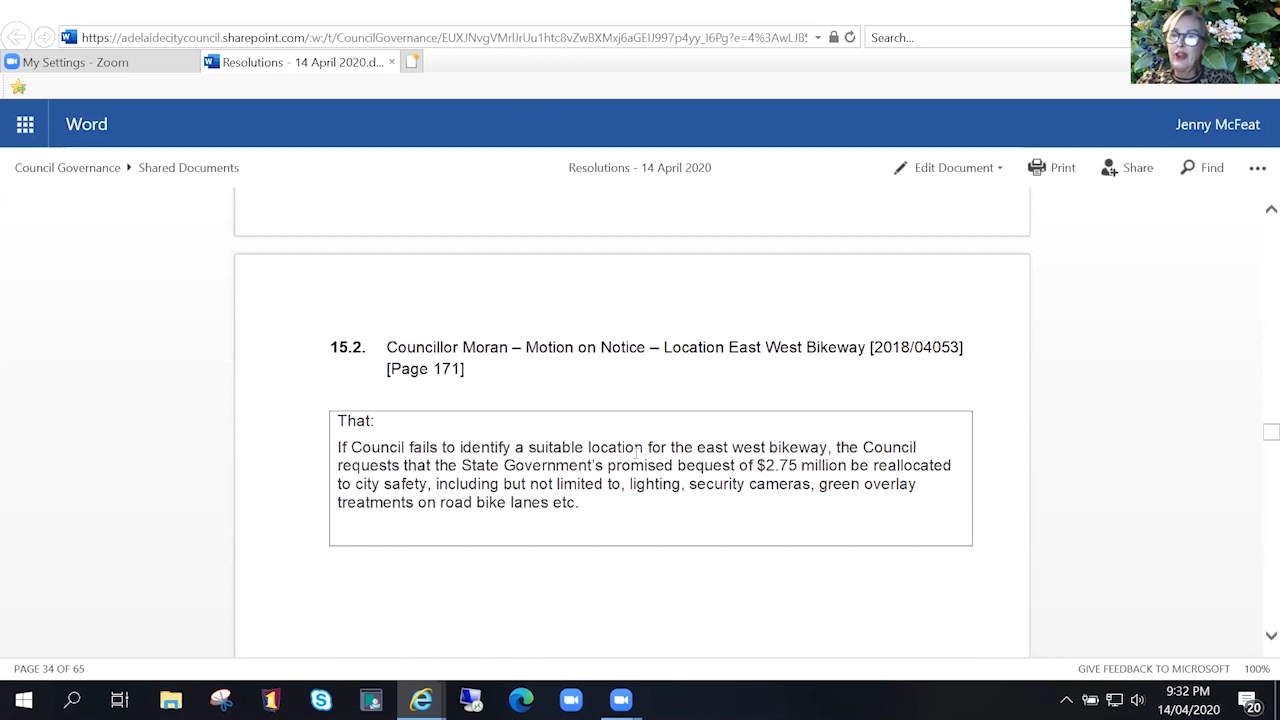 https://adelaidecitycouncil.sharepoint.com/:w:/t/CouncilGovernance/
Search...
My Settings - Zoom
Resolutions - 14 April 2020.d...
Word
Jenny McFeat
Council Governance Shared Documents
Resolutions - 14 April 2020
Edit Document
Print
Share
Find
15.2. Councillor Moran – Motion on Notice – Location East West Bikeway [2018/04053]
[Page 171]
That:
If Council fails to identify a suitable location for the east west bikeway, the Council
requests that the State Government's promised bequest of $2.75 million be reallocated
to city safety, including but not limited to, lighting, security cameras, green overlay
treatments on road bike lanes etc.
PAGE 34 OF 65
GIVE FEEDBACK TO MICROSOFT
100%
9:32 PM
14/04/2020
20